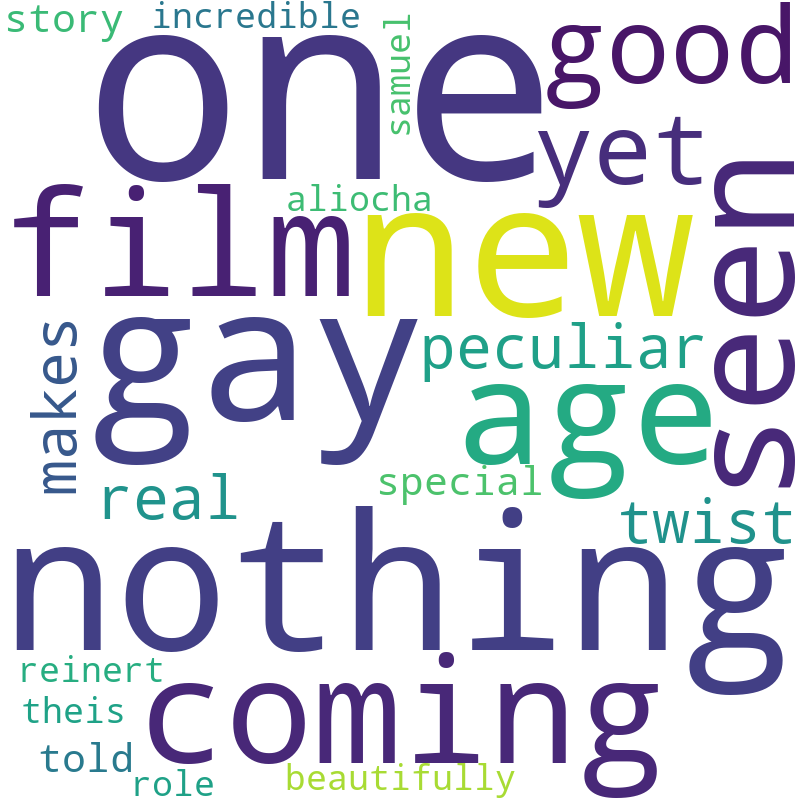 story
incredible
samuel
one
good
yet
aliocha
film
new
seen
gay
makes
peculiar
age
real
special
twist
nothing
reinert
coming
theis
told
role
beautifully